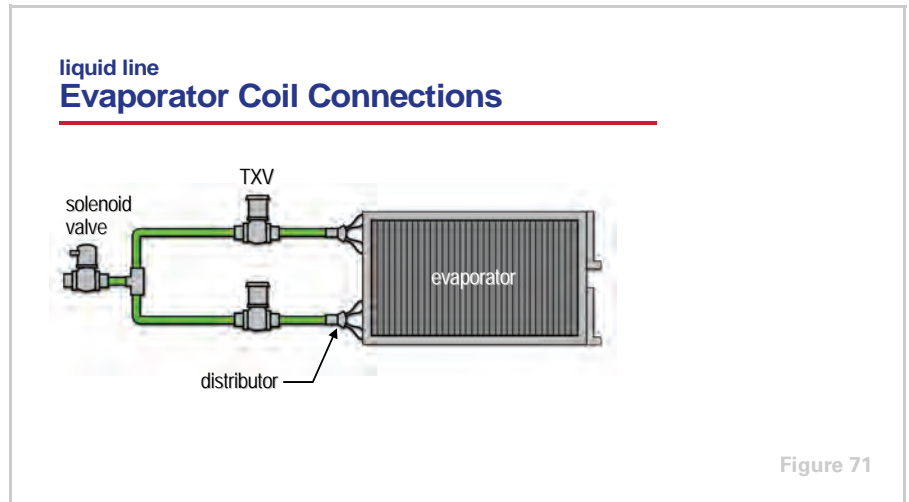 liquid line
Evaporator Coil Connections
TXV
solenoid
valve
evaporator
distributor
Figure 71